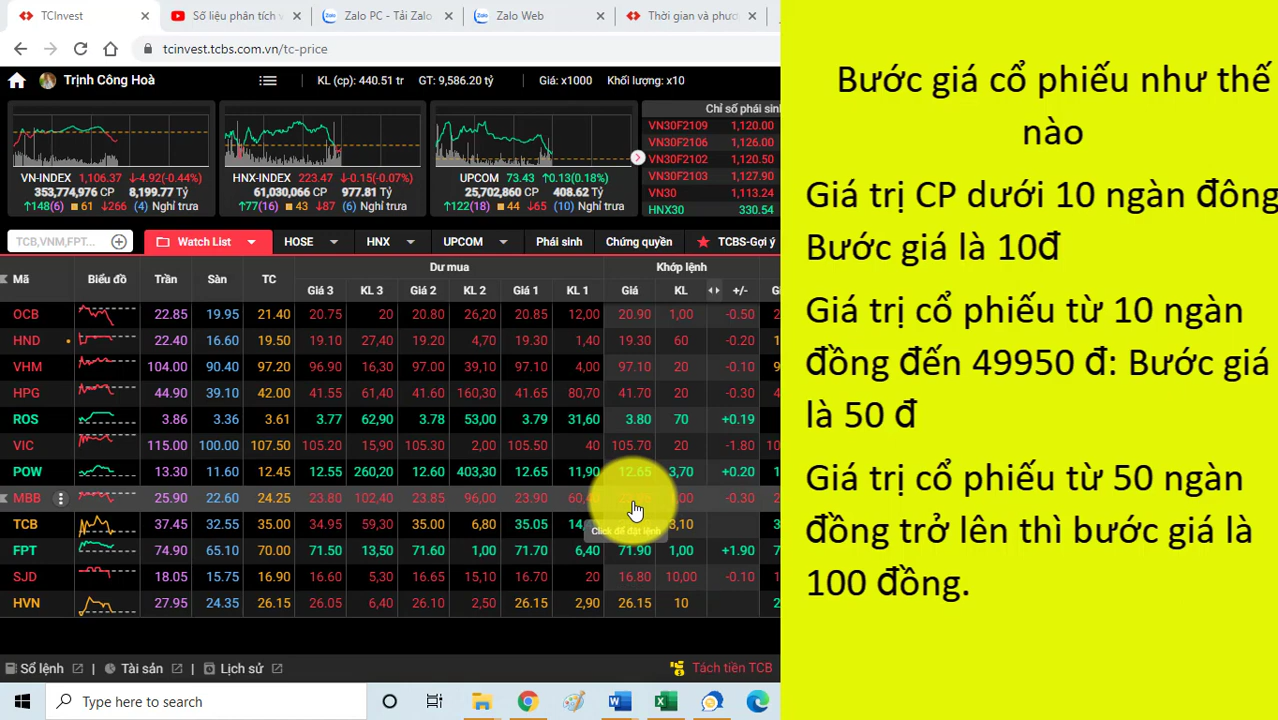 TCInvest × Số liệu phân tích v × Zalo PC - Tải Zalo × Zalo Web × Thời gian và phươ ×
tcinvest.tcbs.com.vn/tc-price
Trịnh Công Hoà KL (cp): 440.51 tr GT: 9,586.20 tỷ Giá: x1000 Khối lượng: x10
Chỉ số phái sin
VN30F2109 1,120.00
VN30F2106 1,126.00
VN30F2102 1,120.50
VN30F2103 1,127.90
VN30 1,113.24
HNX30 330.54
VN-INDEX 1,106.37 -4.92(-0.44%)
353,774,976 CP 8,199.77 Tỷ
148(6) 61 266 (4) Nghỉ trưa
HNX-INDEX 223.47 -0.15(-0.07%)
61,030,066 CP 977.81 Tỷ
77(16) 43 87 (6) Nghỉ trưa
UPCOM 73.43 0.13(0.18%)
25,702,860 CP 408.62 Tỷ
122(18) 44 65 (10) Nghỉ trưa
TCB,VNM,FPT... Watch List HOSE HNX UPCOM Phái sinh Chứng quyền TCBS-Gợi ý
Mã Biểu đồ Trần Sàn TC Dư mua Khớp lệnh
Giá 3 KL 3 Giá 2 KL 2 Giá 1 KL 1 Giá KL +/-
OCB 22.85 19.95 21.40 20.75 20 20.80 26,20 20.85 12,00 20.90 1,00 -0.50
HND 22.40 16.60 19.50 19.10 27,40 19.20 4,70 19.25 1,40 19.30 60 -0.20
VHM 104.00 90.40 97.20 96.90 16,30 97.00 39,10 97.10 4,00 97.10 20 -0.10
HPG 44.90 39.10 42.00 41.55 61,40 41.60 160,30 41.65 80,70 41.70 20 -0.30
ROS 3.86 3.36 3.61 3.77 62,90 3.78 53,00 3.79 31,60 3.80 70 +0.19
VIC 115.00 100.00 107.50 105.20 15,90 105.30 2,00 105.50 40 105.70 20 -1.80
POW 13.30 11.60 12.45 12.55 260,20 12.60 403,30 12.65 11,90 12.65 3,70 +0.20
MBB 25.90 22.60 24.25 23.80 102,40 23.85 96,00 23.90 -0.30
TCB 37.45 32.55 35.00 34.95 59,30 35.00 6,80 35.05 3,10
Click để đặt lệnh
FPT 74.90 65.10 70.00 71.50 13,50 71.60 1,00 71.70 6,40 71.90 1,00 +1.90
SJD 18.05 15.75 16.90 16.60 5,30 16.65 15,10 16.70 20 16.80 10,00 -0.10
HVN 27.95 24.35 26.15 26.05 6,40 26.10 2,50 26.15 2,90 26.15 10
Sổ lệnh | Tài sản | Lịch sử Tách tiền TCB
Type here to search
Bước giá cổ phiếu như thế
nào
Giá trị CP dưới 10 ngàn đông
Bước giá là 10đ
Giá trị cổ phiếu từ 10 ngàn
đồng đến 49950 đ: Bước giá
là 50 đ
Giá trị cổ phiếu từ 50 ngàn
đồng trở lên thì bước giá là
100 đồng.